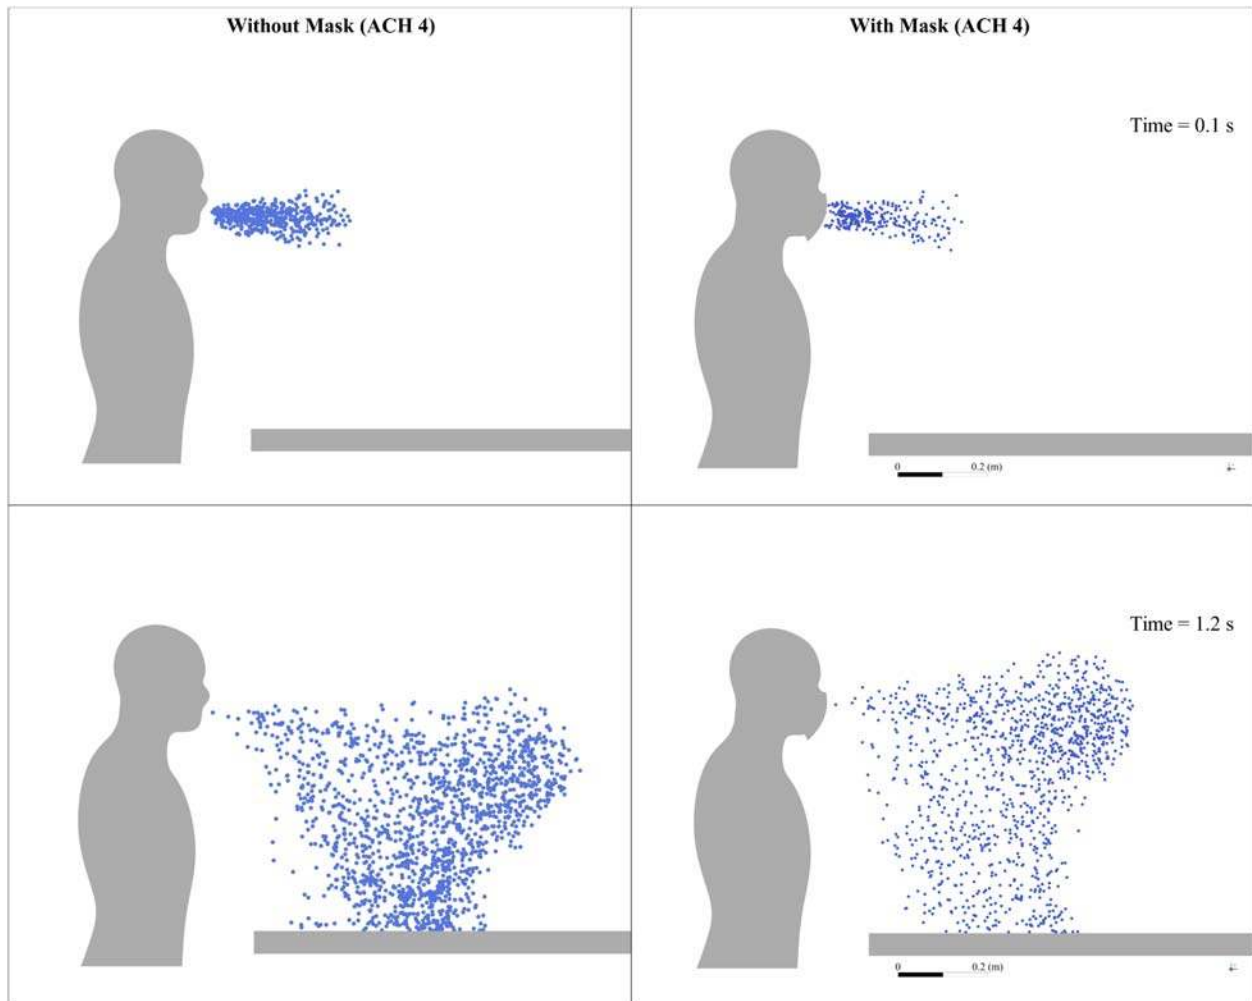 Without Mask (ACH 4)
With Mask (ACH 4)
Time = 0.1 s
0 0.2 (m)
Time = 1.2 s
0 0.2 (m)